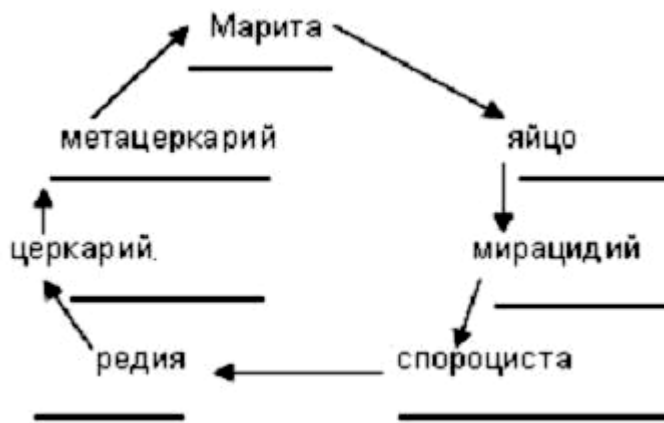 Марита
метацеркарий
яйцо
церкарий
мирацидий
редия
спороциста